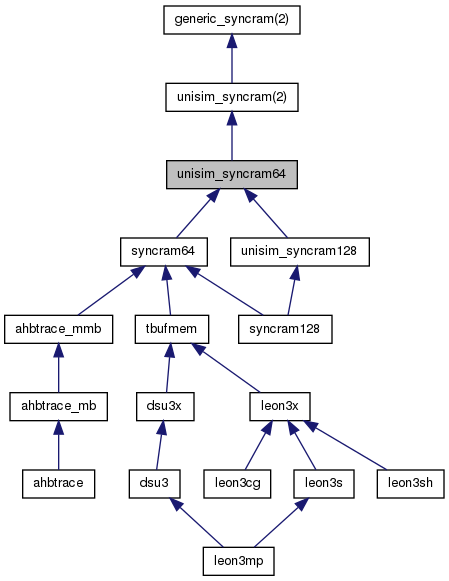 generic_syncram(2)
unisim_syncram(2)
unisim_syncram64
syncram64
unisim_syncram128
ahbtrace_mmb
tbufmem
syncram128
ahbtrace_mb
dsu3x
leon3x
ahbtrace
dsu3
leon3cg
leon3s
leon3sh
leon3mp